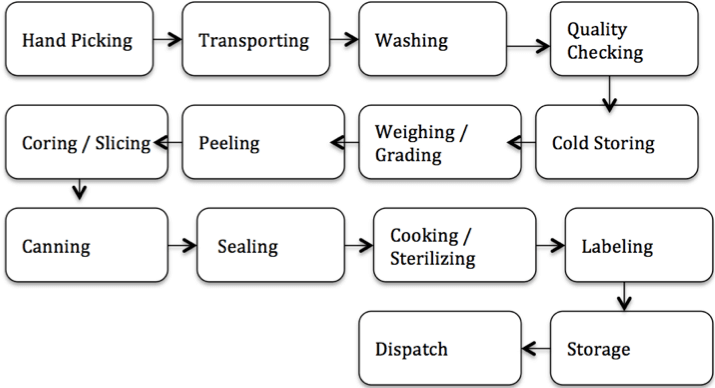 Hand Picking
Transporting
Washing
Quality
Checking
Cold Storing
Weighing /
Grading
Peeling
Coring / Slicing
Canning
Sealing
Cooking /
Sterilizing
Labeling
Storage
Dispatch